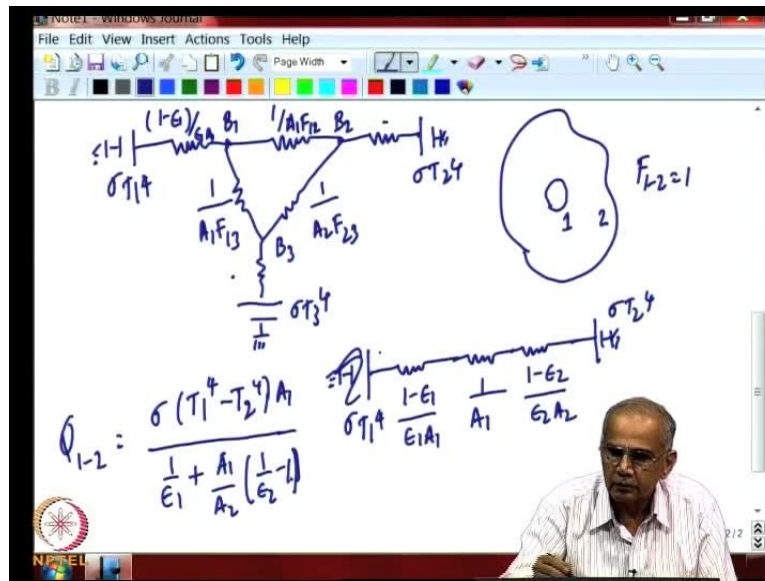 Note1 - Windows Journal
File Edit View Insert Actions Tools Help
Page Width
B I
(1-ϵ1)/ϵ1A1 B1 1/A1F12 B2
σT1⁴ σT2⁴
F1-2 = 1
1 2
1/A1F13 1/A2F23
B3
σT3⁴
σT2⁴
σT1⁴ (1-ϵ1)/(ϵ1A1) 1/A1 (1-ϵ2)/(ϵ2A2)
Q1-2 = σ(T1⁴-T2⁴)A1 / (1/ϵ1 + A1/A2 (1/ϵ2 -1))
2/2
NPTEL